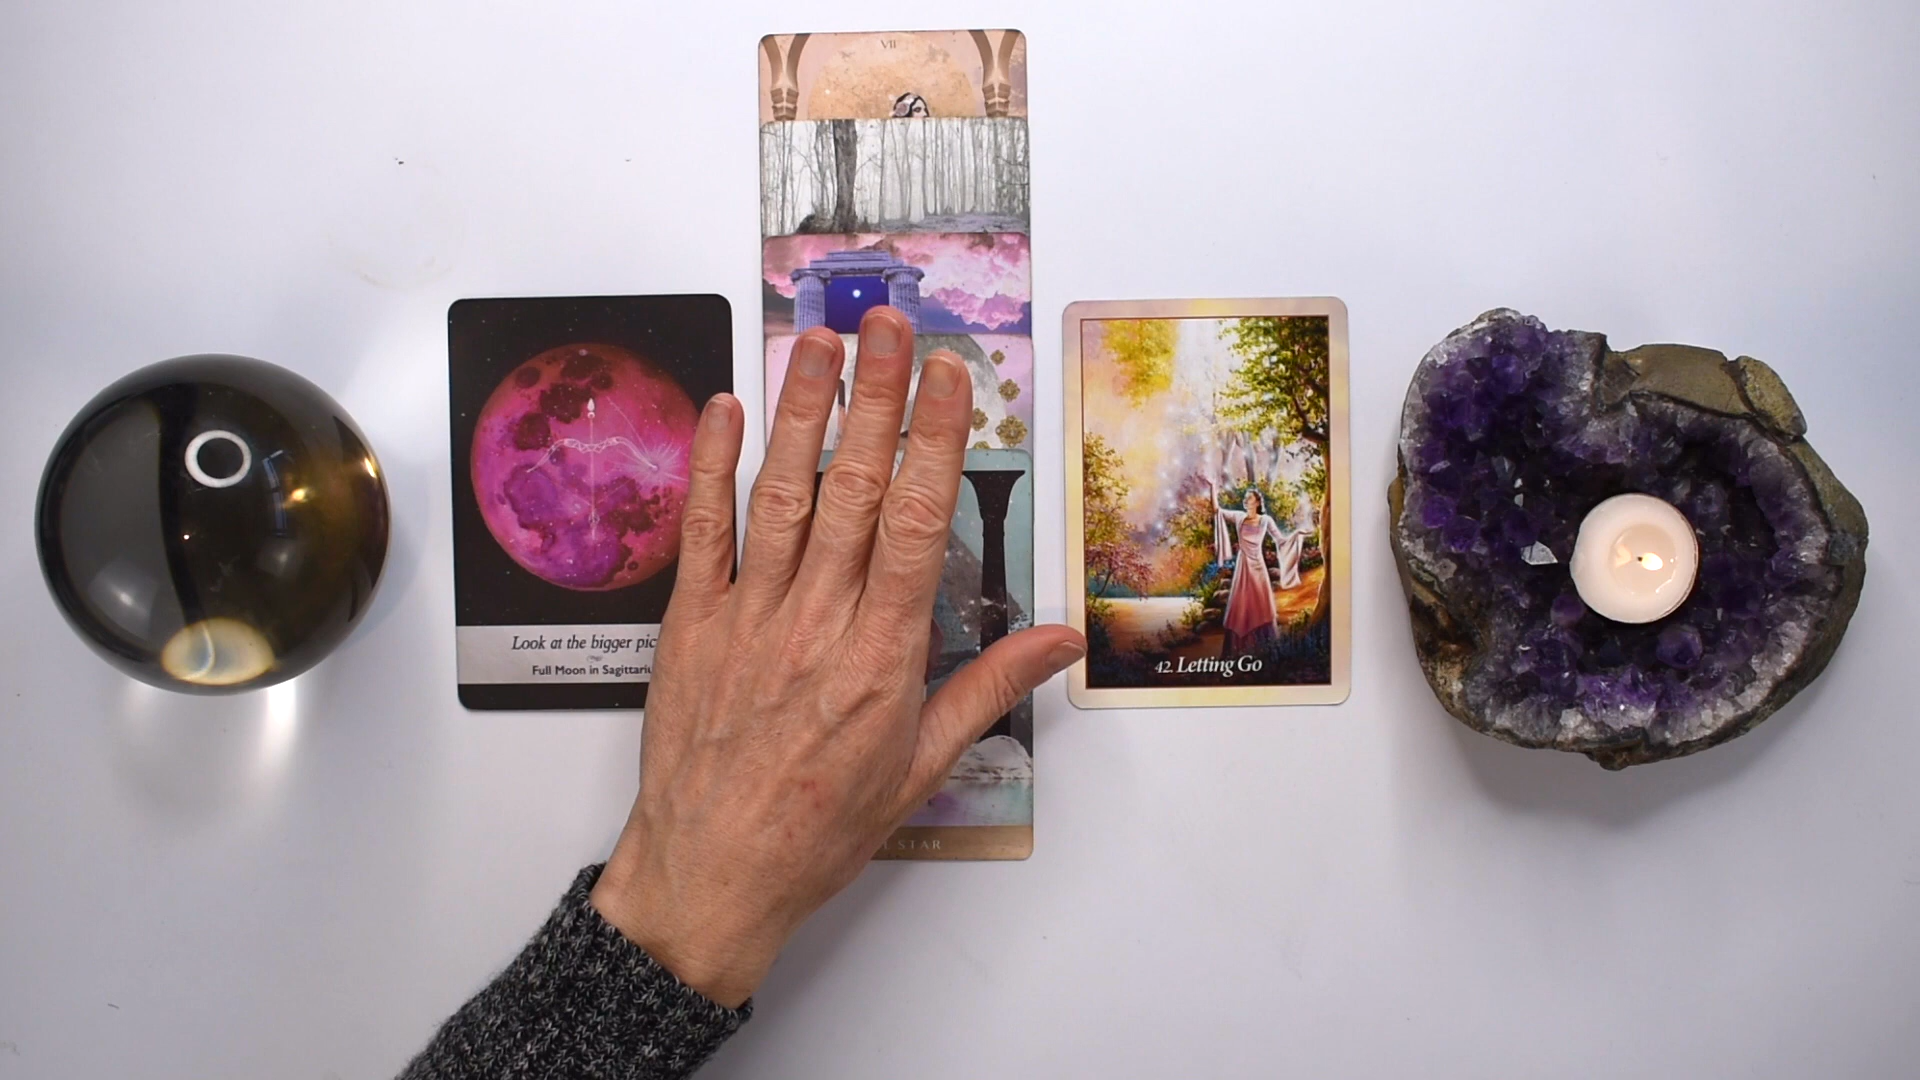 VII
Look at the bigger pic
Full Moon in Sagittariu
42. Letting Go
STAR